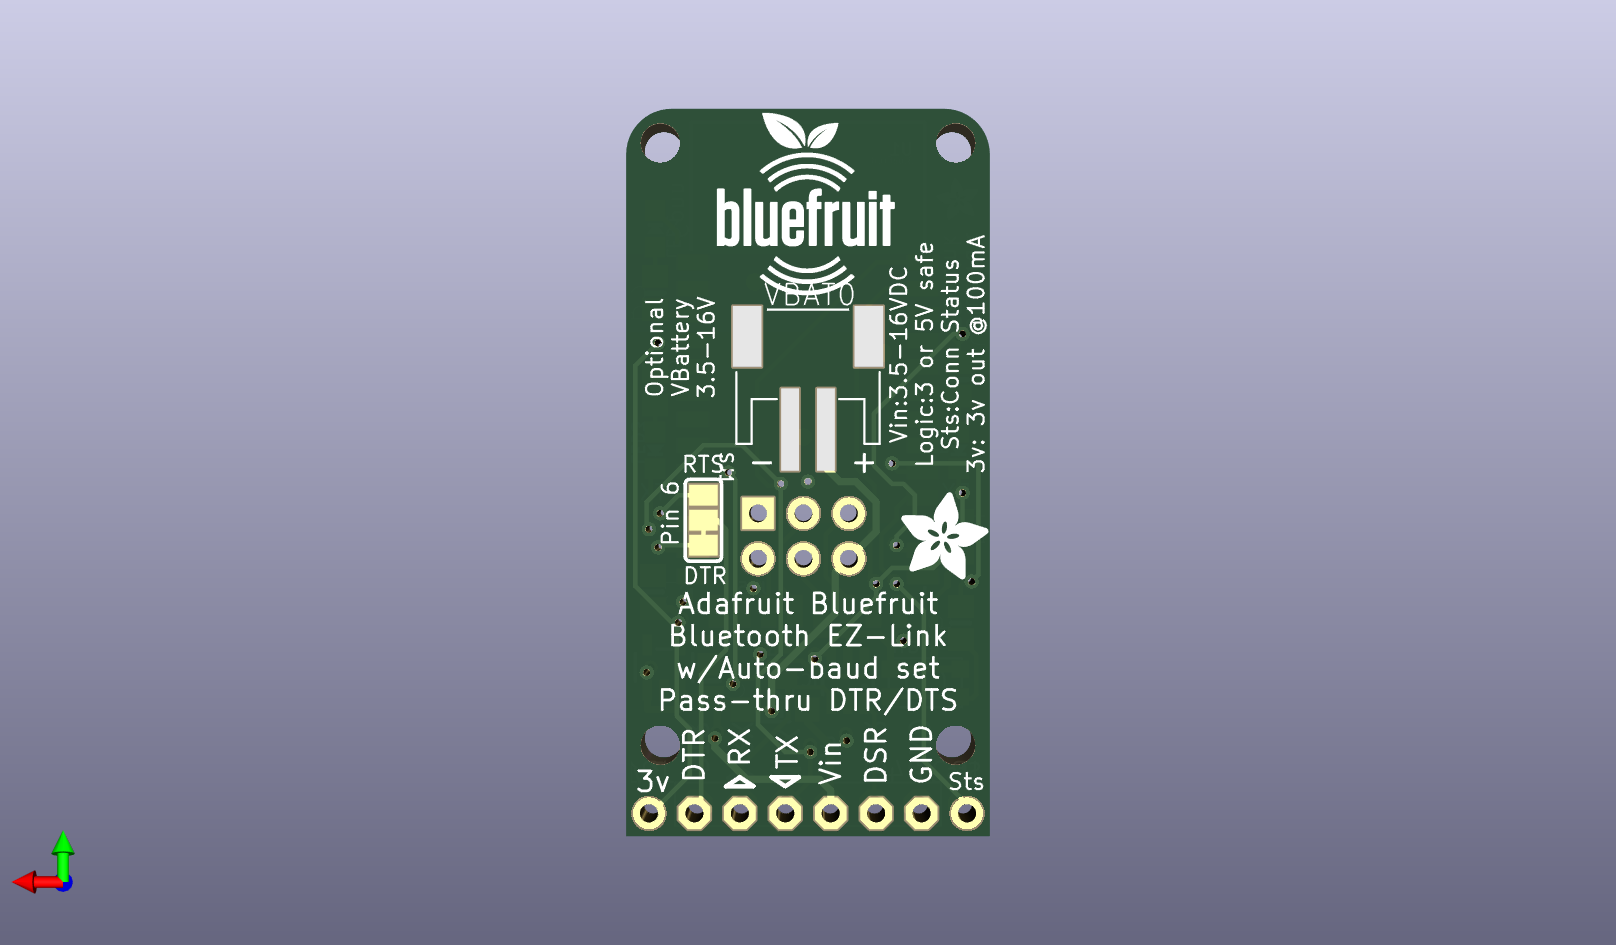 bluefruit
VBAT0
Optional
VBattery
3.5-16V
Vin:3.5-16VDC
Logic:3 or 5V safe
Sts:Conn Status
3v: 3v out @100mA
RTS
- +
Pin 6
DTR
Adafruit Bluefruit
Bluetooth EZ-Link
w/Auto-baud set
Pass-thru DTR/DTS
3v DTR RX TX Vin DSR GND Sts